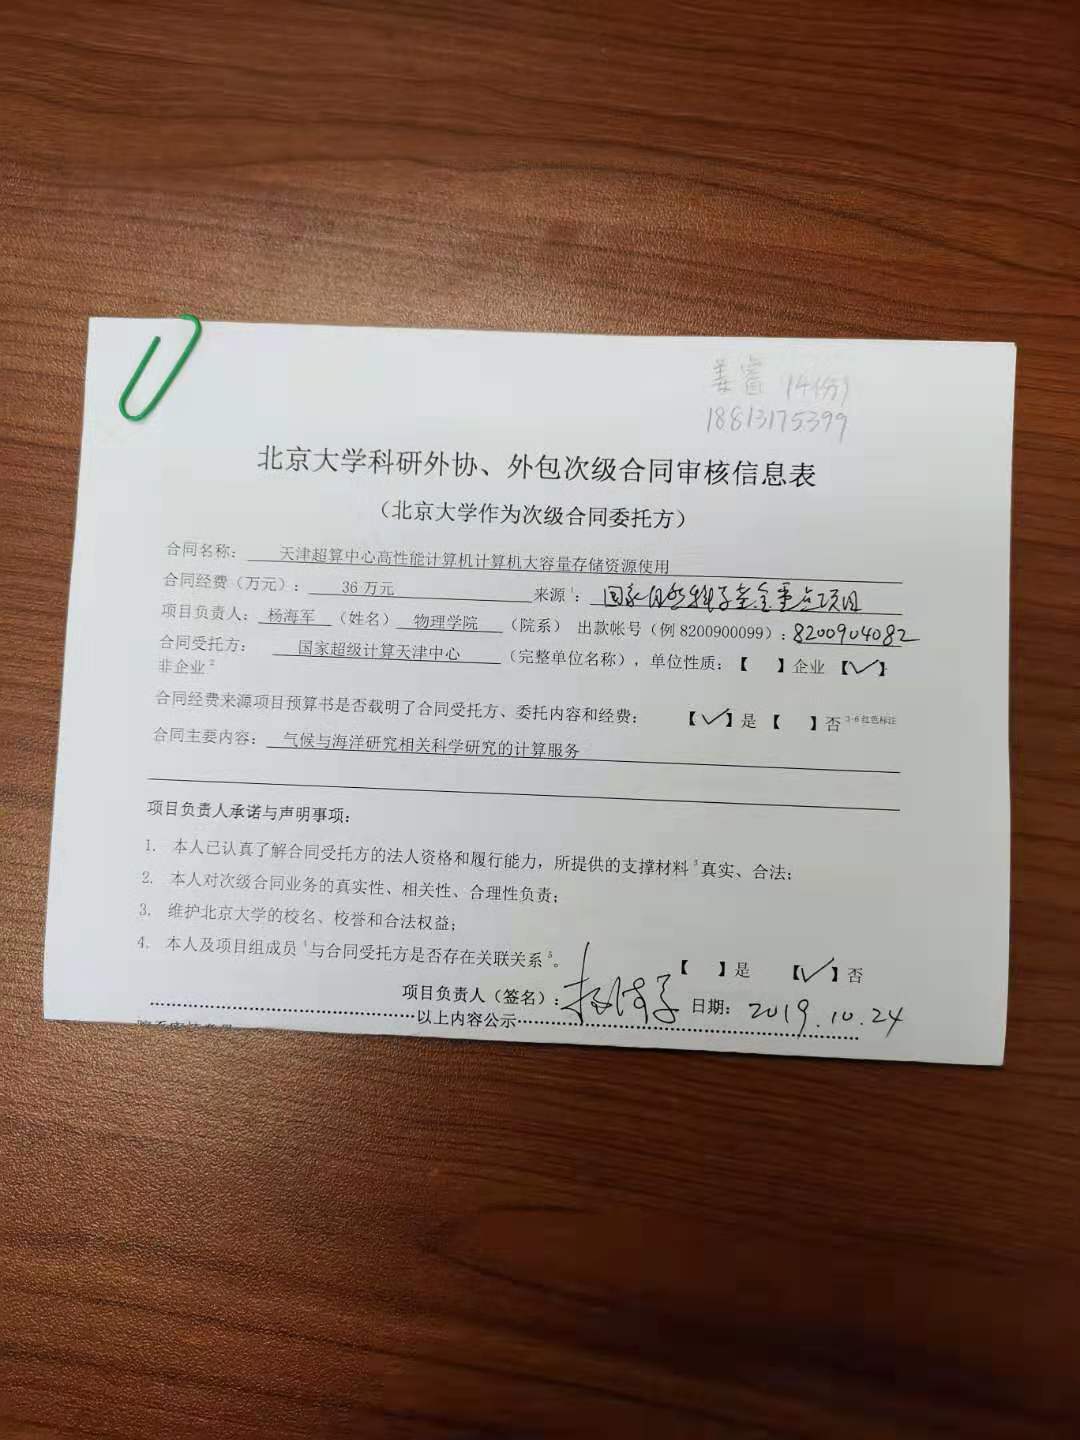 姜睿 (4份)
18813175399
北京大学科研外协、外包次级合同审核信息表
（北京大学作为次级合同委托方）
合同名称： 天津超算中心高性能计算机计算机大容量存储资源使用
合同经费（万元）： 36万元 来源1： 国家自然科学基金重点项目
项目负责人： 杨海军 （姓名） 物理学院 （院系） 出款帐号（例 8200900099）：8200904082
合同受托方： 国家超级计算天津中心 （完整单位名称），单位性质：【 】企业 【✓】
非企业2
合同经费来源项目预算书是否载明了合同受托方、委托内容和经费： 【✓】是 【 】否 2-6 红色标注
合同主要内容： 气候与海洋研究相关科学研究的计算服务
项目负责人承诺与声明事项：
1. 本人已认真了解合同受托方的法人资格和履行能力，所提供的支撑材料3真实、合法；
2. 本人对次级合同业务的真实性、相关性、合理性负责；
3. 维护北京大学的校名、校誉和合法权益；
4. 本人及项目组成员4与合同受托方是否存在关联关系5。 【 】是 【✓】否
项目负责人（签名）：杨海军 日期： 2019.10.24
以上内容公示